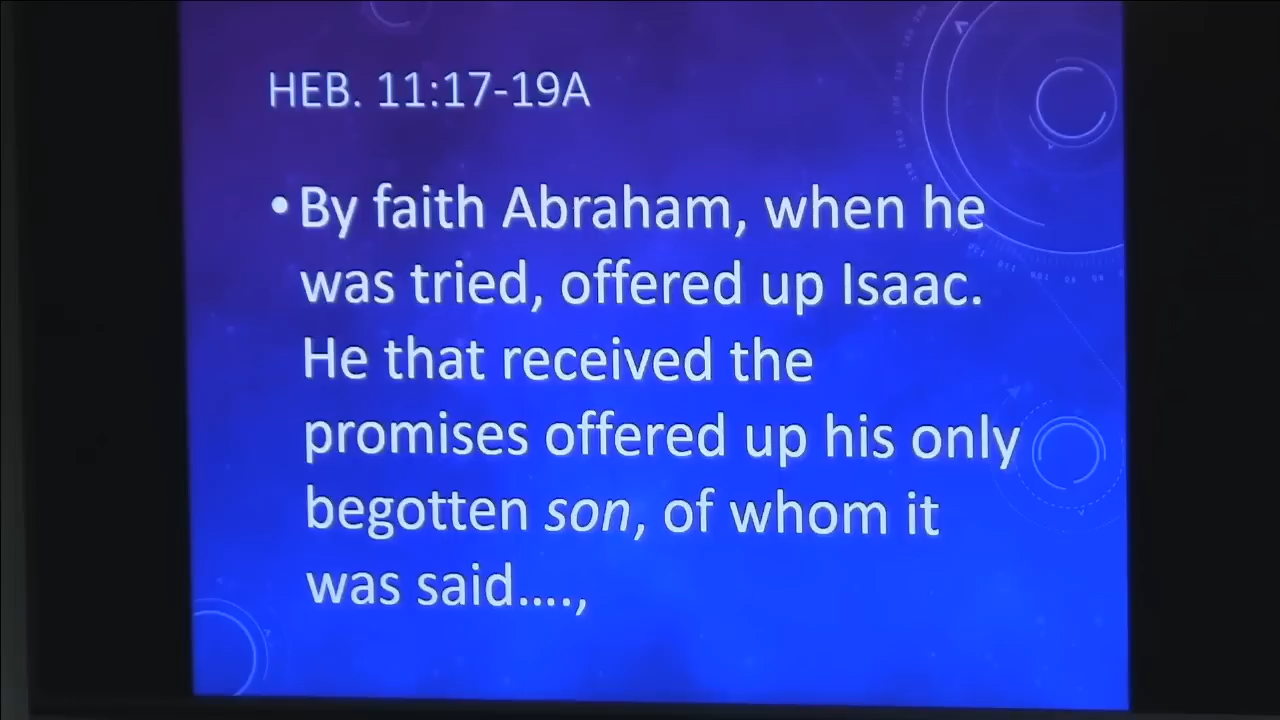 HEB. 11:17-19A
•By faith Abraham, when he
was tried, offered up Isaac.
He that received the
promises offered up his only
begotten son, of whom it
was said....,